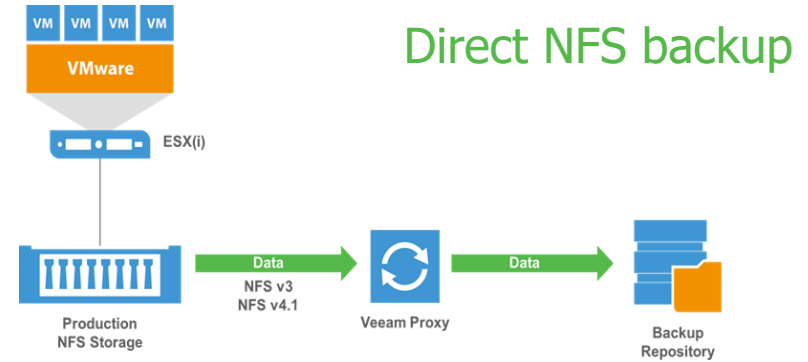 VM VM VM VM
Direct NFS backup
VMware
ESX(i)
Data
NFS v3
NFS v4.1
Data
Production
NFS Storage
Veeam Proxy
Backup
Repository